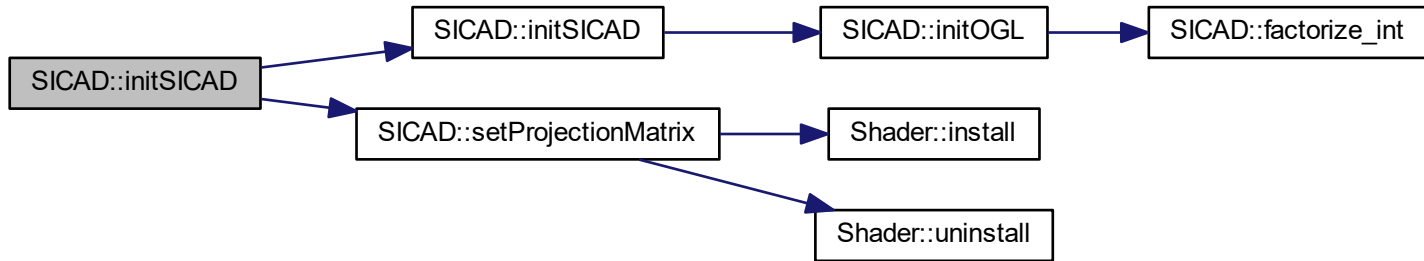 SICAD::initSICAD
SICAD::initSICAD
SICAD::initOGL
SICAD::factorize_int
SICAD::setProjectionMatrix
Shader::install
Shader::uninstall